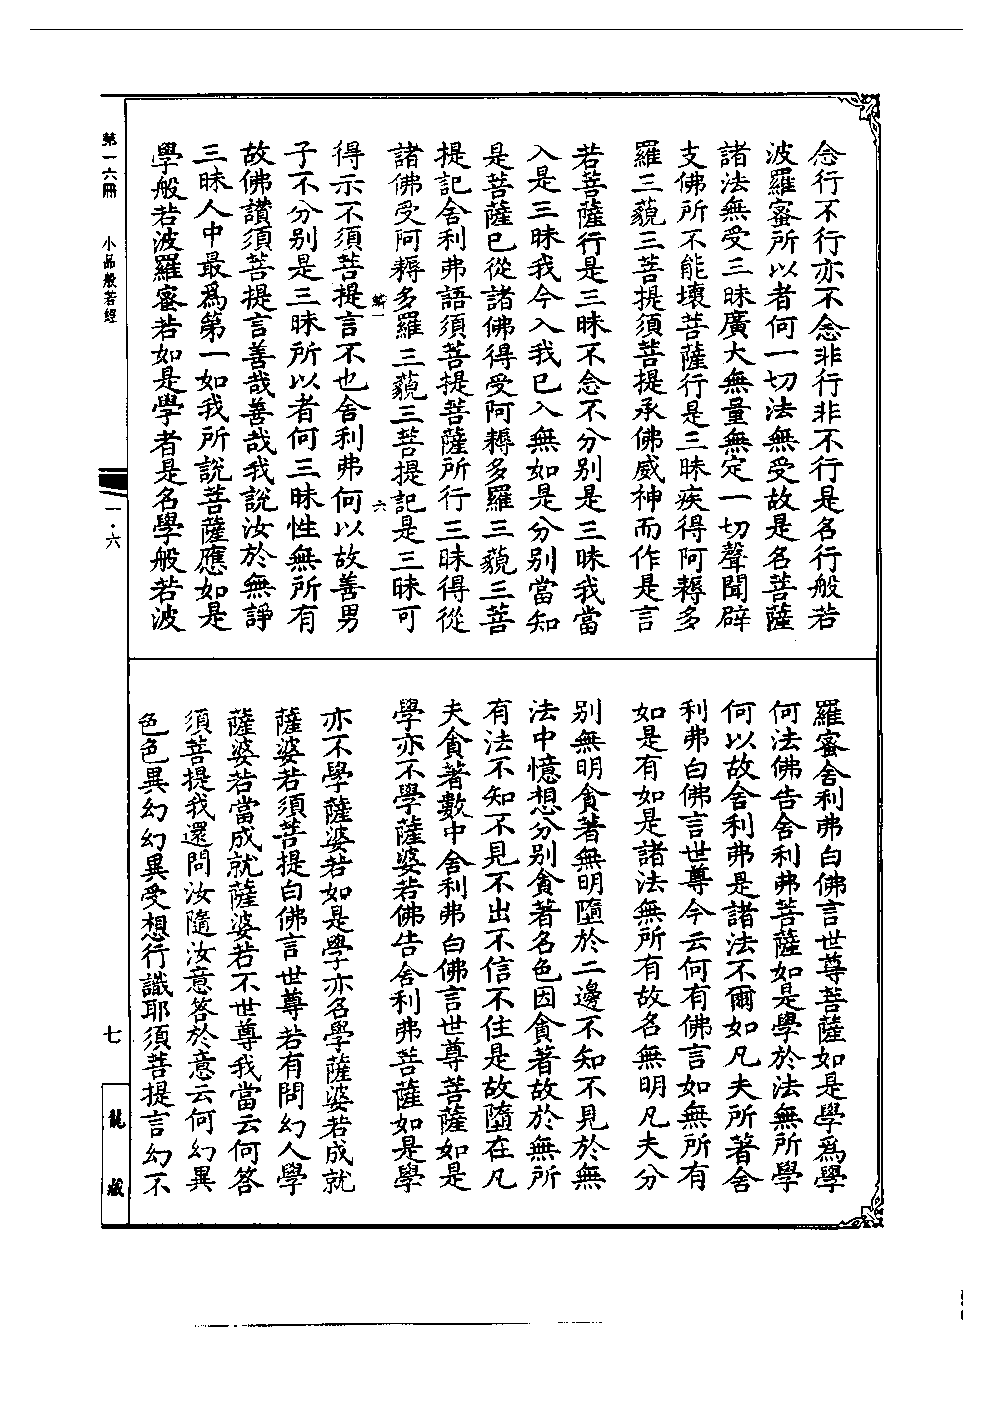 念行不行亦不念非行非不行是名行般若
波羅蜜所以者何一切法無受故是名菩薩
諸法無受三昧廣大無量無定一切聲聞辟
支佛所不能壞菩薩行是三昧疾得阿耨多
羅三藐三菩提須菩提承佛威神而作是言
若菩薩行是三昧不念不分別是三昧我當
入是三昧我今入我已入無如是分別當知
是菩薩已從諸佛得受阿耨多羅三藐三菩
提記舍利弗語須菩提菩薩所行三昧得從
諸佛受阿耨多羅三藐三菩提記是三昧可
六
得示不須菩提言不也舍利弗何以故善男
子不分別是三昧所以者何三昧性無所有
故佛讚須菩提言善哉善哉我說汝於無諍
三昧人中最為第一如我所說菩薩應如是
學般若波羅蜜若如是學者是名學般若波
羅蜜舍利弗白佛言世尊菩薩如是學為學
何法佛告舍利弗菩薩如是學於法無所學
何以故舍利弗是諸法不爾如凡夫所著舍
利弗白佛言世尊今云何有佛言如無所有
如是有如是諸法無所有故名無明凡夫分
別無明貪著無明墮於二邊不知不見於無
法中憶想分別貪著名色因貪著故於無所
有法不知不見不出不信不住是故墮在凡
夫貪著數中舍利弗白佛言世尊菩薩如是
學亦不學薩婆若佛告舍利弗菩薩如是學
亦不學薩婆若如是學亦名學薩婆若成就
薩婆若須菩提白佛言世尊若有問幻人學
薩婆若當成就薩婆若不世尊我當云何答
須菩提我還問汝隨汝意答於意云何幻異
色色異幻幻異受想行識耶須菩提言幻不
第一六冊　小品般若經
一·六
七
龍藏